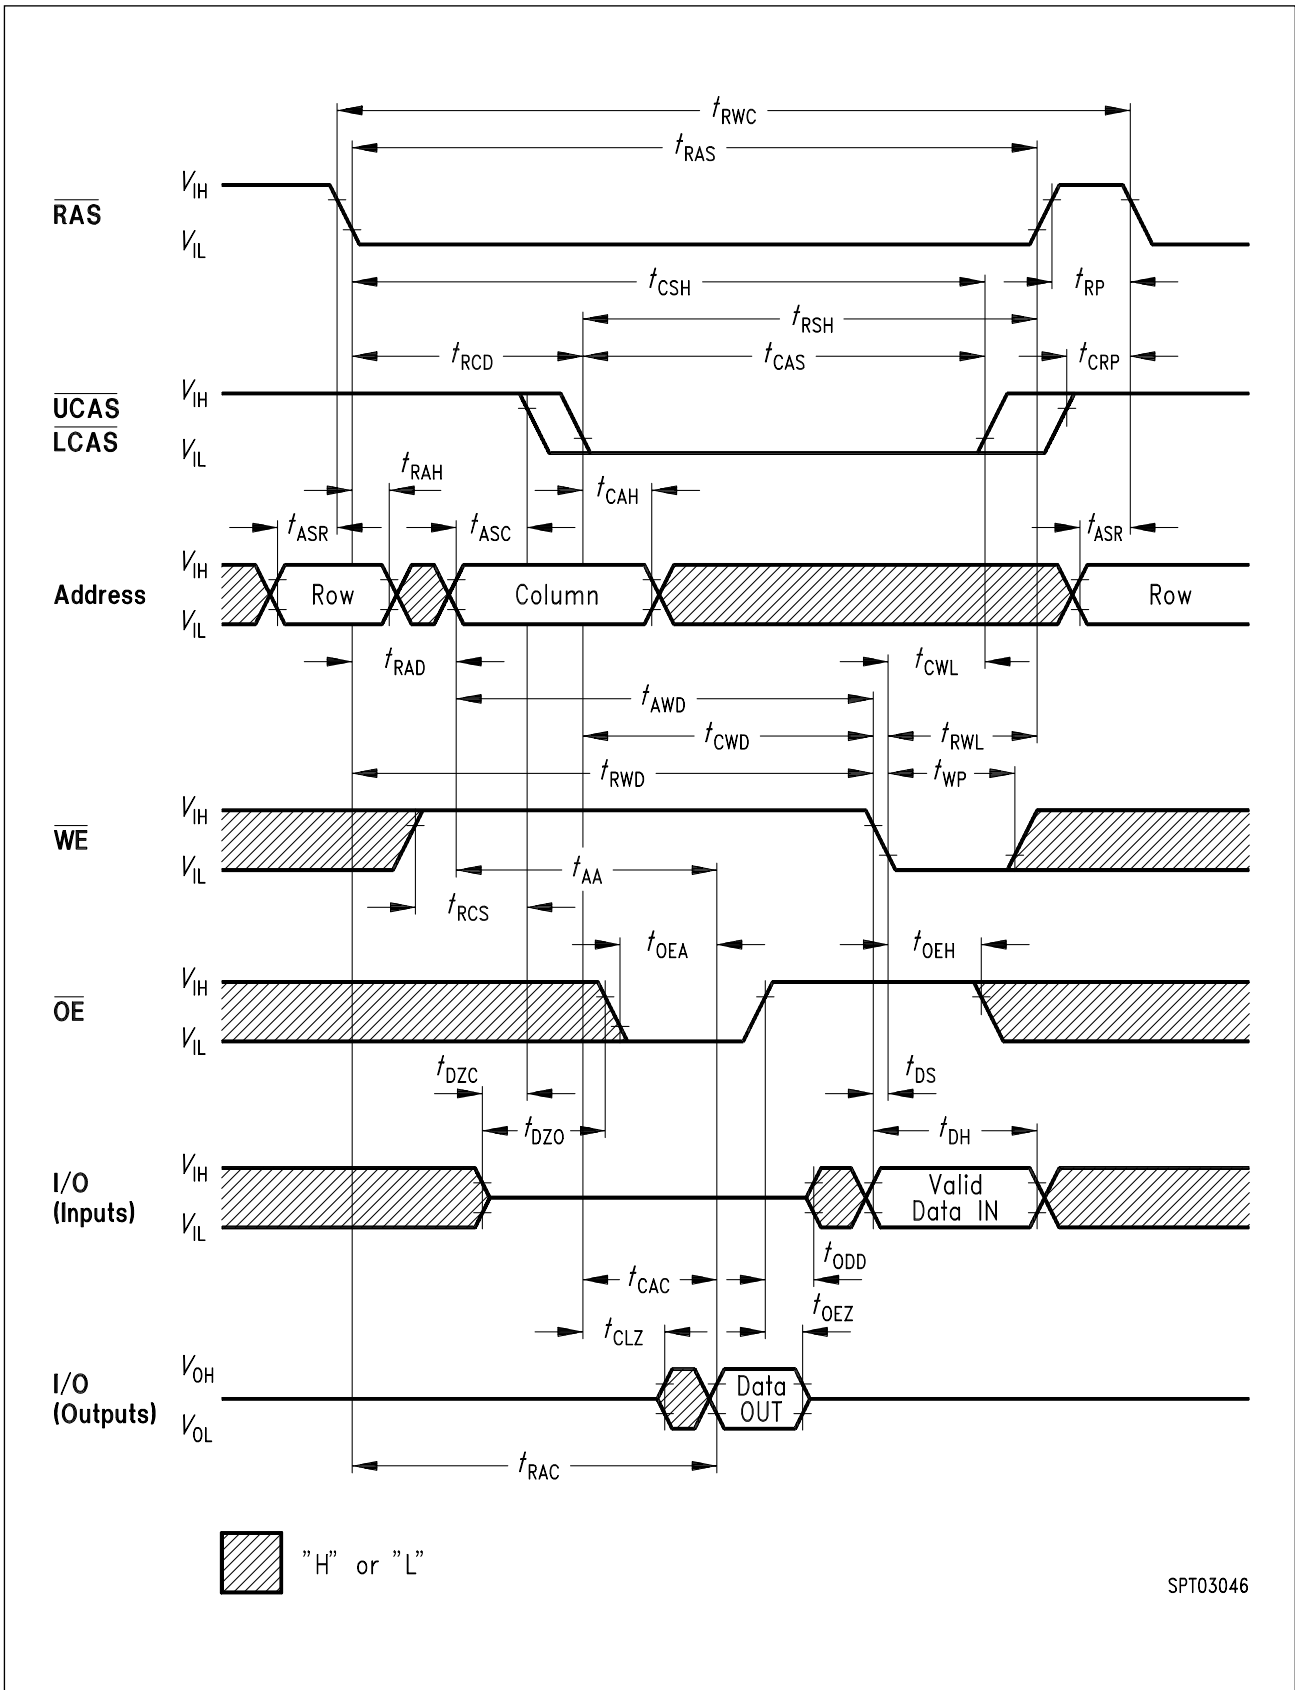 tRWC
tRAS
RAS
VIH
VIL
tCSH
tRP
tRSH
tRCD
tCAS
tCRP
UCAS
LCAS
VIH
VIL
tRAH
tCAH
tASR
tASC
tASR
Address
VIH
VIL
Row
Column
Row
tRAD
tCWL
tAWD
tCWD
tRWL
tRWD
tWP
WE
VIH
VIL
tAA
tRCS
tOEA
tOEH
OE
VIH
VIL
tDZC
tDS
tDZO
tDH
I/O
(Inputs)
VIH
VIL
Valid
Data IN
tODD
tCAC
tOEZ
tCLZ
I/O
(Outputs)
VOH
VOL
Data
OUT
tRAC
"H" or "L"
SPT03046